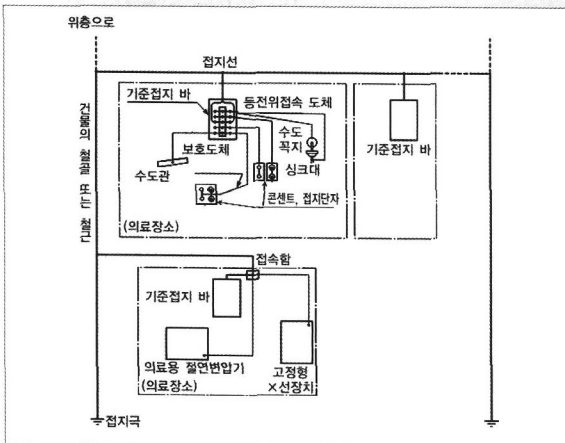 위층으로
접지선
기준접지 바
등전위접속 도체
보호도체
수도
꼭지
싱크대
수도관
콘센트, 접지단자
(의료장소)
기준접지 바
건물의 철골 또는 철근
접속함
기준접지 바
의료용 절연변압기
(의료장소)
고정형
×선장치
접지극